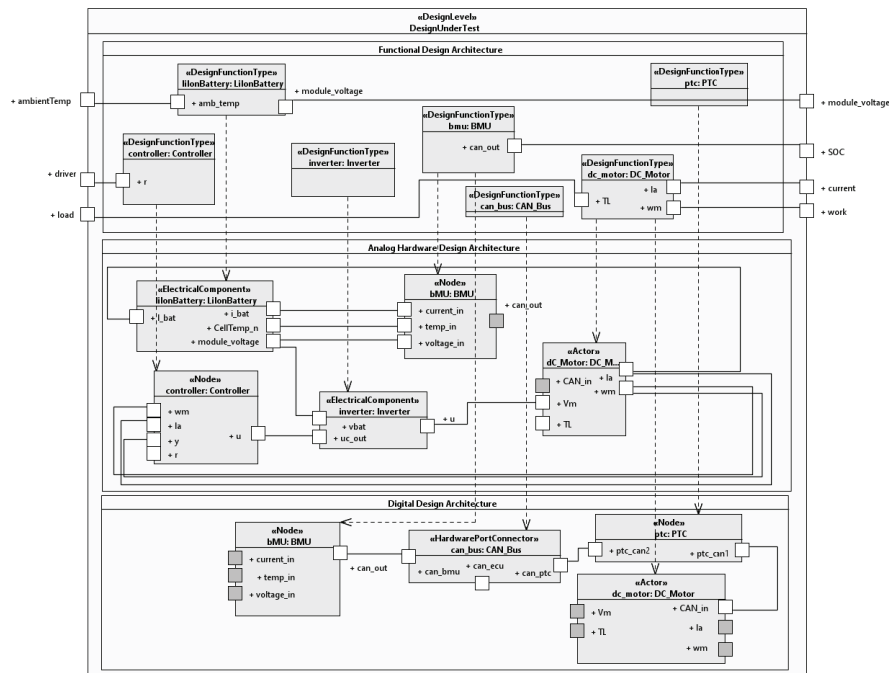 «DesignLevel»
DesignUnderTest
Functional Design Architecture
«DesignFunctionType»
liIonBattery: LiIonBattery
+ amb_temp
+ module_voltage
+ ambientTemp
«DesignFunctionType»
ptc: PTC
+ module_voltage
«DesignFunctionType»
bmu: BMU
+ can_out
+ SOC
«DesignFunctionType»
controller: Controller
+ r
+ driver
«DesignFunctionType»
inverter: Inverter
«DesignFunctionType»
dc_motor: DC_Motor
+ Ia
+ TL
+ wm
+ current
«DesignFunctionType»
can_bus: CAN_Bus
+ load
+ work
Analog Hardware Design Architecture
«ElectricalComponent»
liIonBattery: LiIonBattery
+ i_bat
+ I_bat
+ CellTemp_n
+ module_voltage
«Node»
bMU: BMU
+ current_in
+ temp_in
+ voltage_in
+ can_out
«Actor»
dC_Motor: DC_M...
+ Ia
+ CAN_in
+ wm
+ Vm
+ TL
«Node»
controller: Controller
+ wm
+ Ia
+ y
+ r
+ u
«ElectricalComponent»
inverter: Inverter
+ vbat
+ uc_out
+ u
Digital Design Architecture
«Node»
bMU: BMU
+ current_in
+ temp_in
+ voltage_in
+ can_out
«HardwarePortConnector»
can_bus: CAN_Bus
+ can_ecu
+ can_bmu
+ can_ptc
«Node»
ptc: PTC
+ ptc_can2
+ ptc_can1
«Actor»
dc_motor: DC_Motor
+ CAN_in
+ Vm
+ Ia
+ TL
+ wm